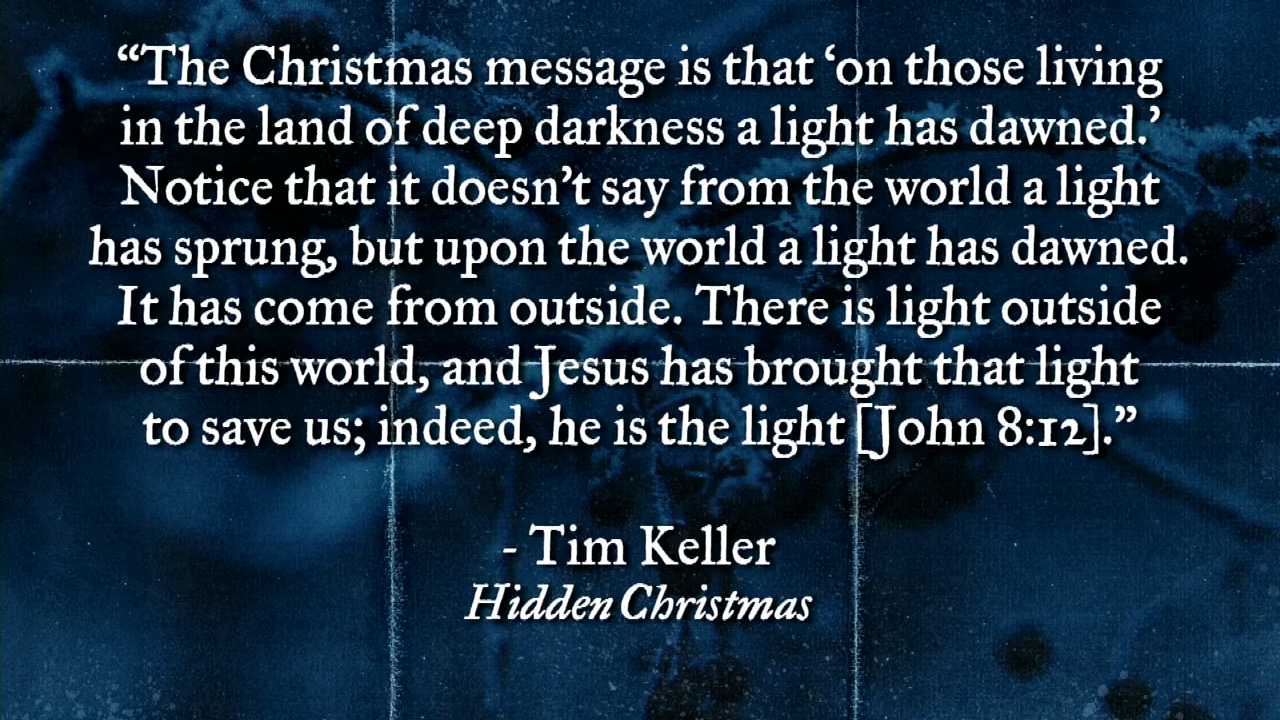 “The Christmas message is that ‘on those living
in the land of deep darkness a light has dawned.’
Notice that it doesn’t say from the world a light
has sprung, but upon the world a light has dawned.
It has come from outside. There is light outside
of this world, and Jesus has brought that light
to save us; indeed, he is the light [John 8:12].”
- Tim Keller
Hidden Christmas